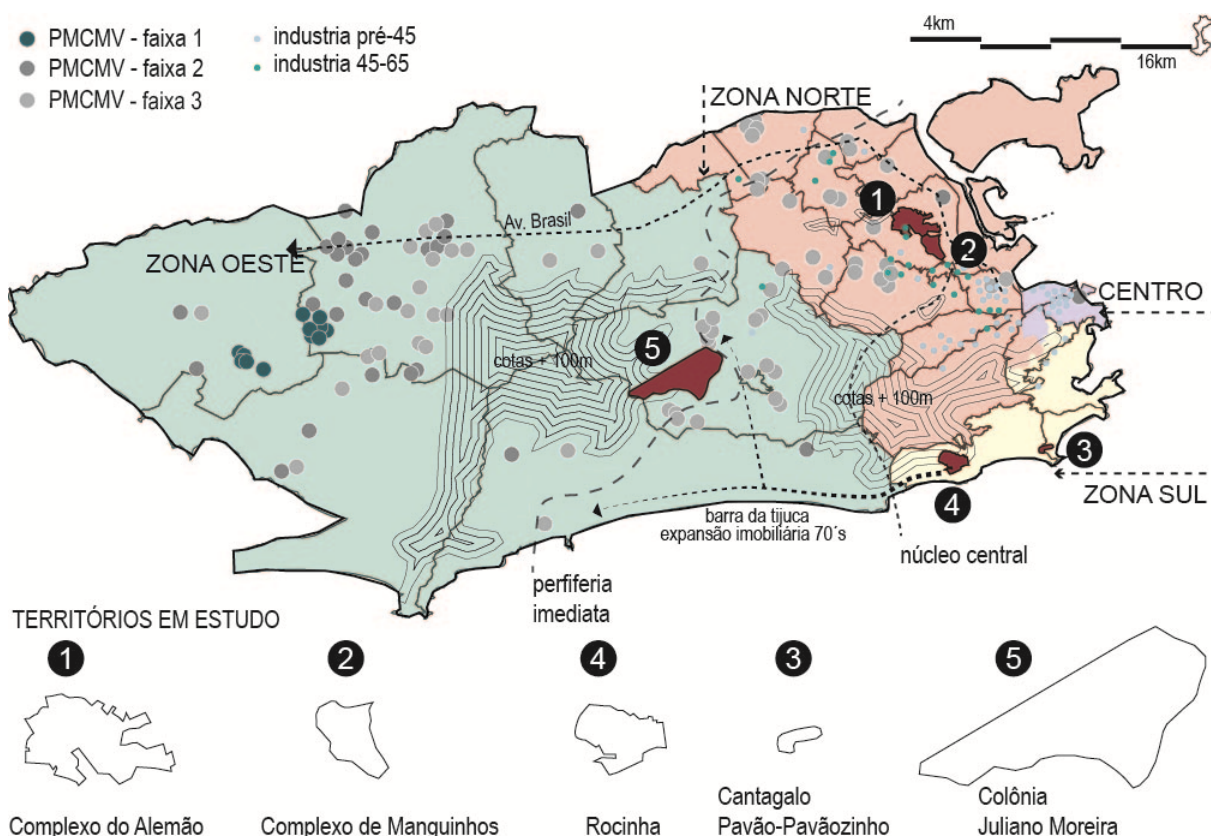 PMCMV - faixa 1
PMCMV - faixa 2
PMCMV - faixa 3
industria pré-45
industria 45-65
4km
16km
ZONA NORTE
1
Av. Brasil
2
ZONA OESTE
CENTRO
5
cotas + 100m
cotas + 100m
3
ZONA SUL
4
barra da tijuca
expansão imobiliária 70´s
núcleo central
perfiferia
imediata
TERRITÓRIOS EM ESTUDO
1
2
4
3
5
Complexo do Alemão
Complexo de Manguinhos
Rocinha
Cantagalo
Pavão-Pavãozinho
Colônia
Juliano Moreira